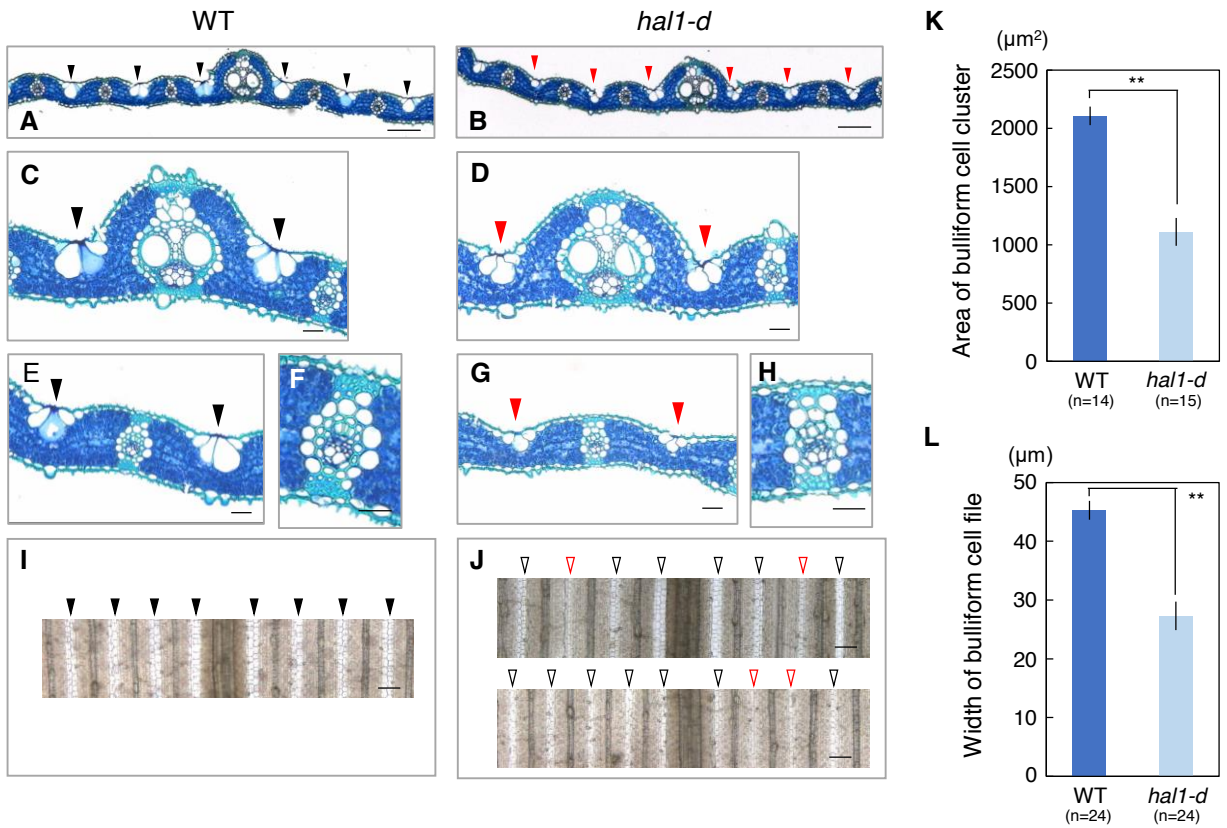 WT
hal1-d
A
B
C
D
E
F
G
H
I
J
K
(µm²)
Area of bulliform cell cluster
2500
2000
1500
1000
500
0
**
WT
(n=14)
hal1-d
(n=15)
L
(µm)
Width of bulliform cell file
50
40
30
20
10
0
**
WT
(n=24)
hal1-d
(n=24)